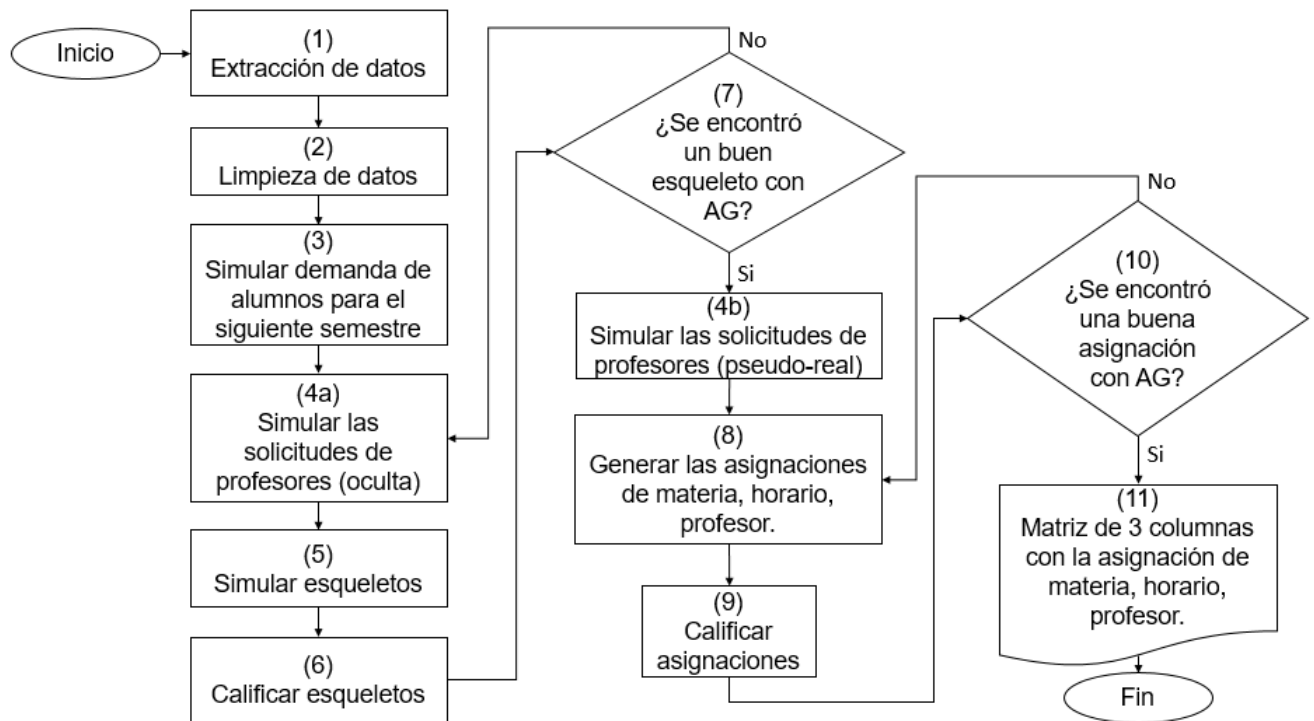 Inicio
(1)
Extracción de datos
(2)
Limpieza de datos
(3)
Simular demanda de
alumnos para el
siguiente semestre
(4a)
Simular las
solicitudes de
profesores (oculta)
(5)
Simular esqueletos
(6)
Calificar esqueletos
No
(7)
¿Se encontró
un buen
esqueleto con
AG?
Si
(4b)
Simular las solicitudes de
profesores (pseudo-real)
(8)
Generar las asignaciones
de materia, horario,
profesor.
(9)
Calificar
asignaciones
No
(10)
¿Se encontró
una buena
asignación
con AG?
Si
(11)
Matriz de 3 columnas
con la asignación de
materia, horario,
profesor.
Fin